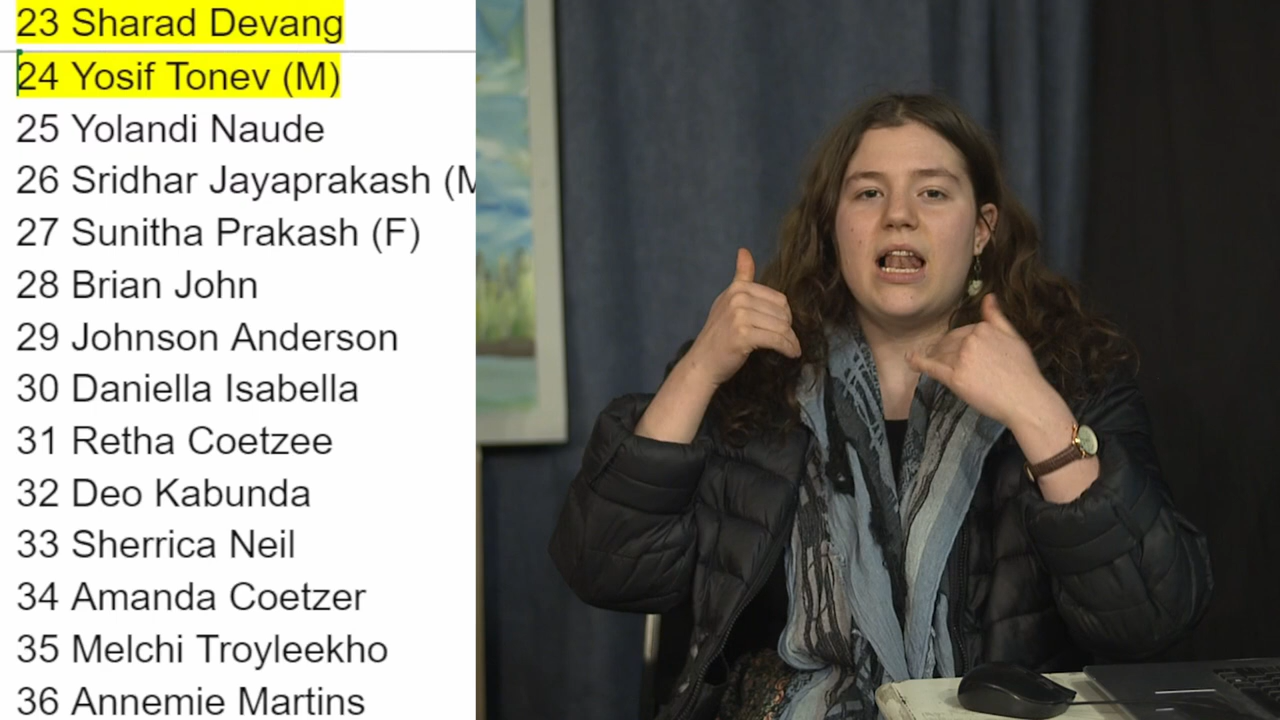 23 Sharad Devang
24 Yosif Tonev (M)
25 Yolandi Naude
26 Sridhar Jayaprakash (M
27 Sunitha Prakash (F)
28 Brian John
29 Johnson Anderson
30 Daniella Isabella
31 Retha Coetzee
32 Deo Kabunda
33 Sherrica Neil
34 Amanda Coetzer
35 Melchi Troyleekho
36 Annemie Martins